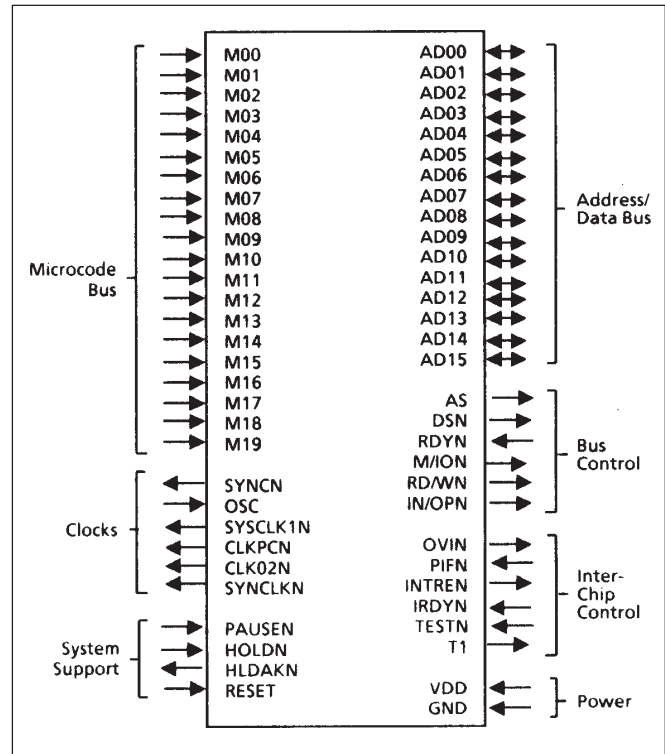 M00
M01
M02
M03
M04
M05
M06
M07
M08
M09
M10
M11
M12
M13
M14
M15
M16
M17
M18
M19
Microcode
Bus
SYNCN
OSC
SYSCLK1N
CLKPCN
CLK02N
SYNCLKN
Clocks
PAUSEN
HOLDN
HLDAKN
RESET
System
Support
AD00
AD01
AD02
AD03
AD04
AD05
AD06
AD07
AD08
AD09
AD10
AD11
AD12
AD13
AD14
AD15
Address/
Data Bus
AS
DSN
RDYN
M/ION
RD/WN
IN/OPN
Bus
Control
OVIN
PIFN
INTREN
IRDYN
TESTN
T1
Inter-
Chip
Control
VDD
GND
Power